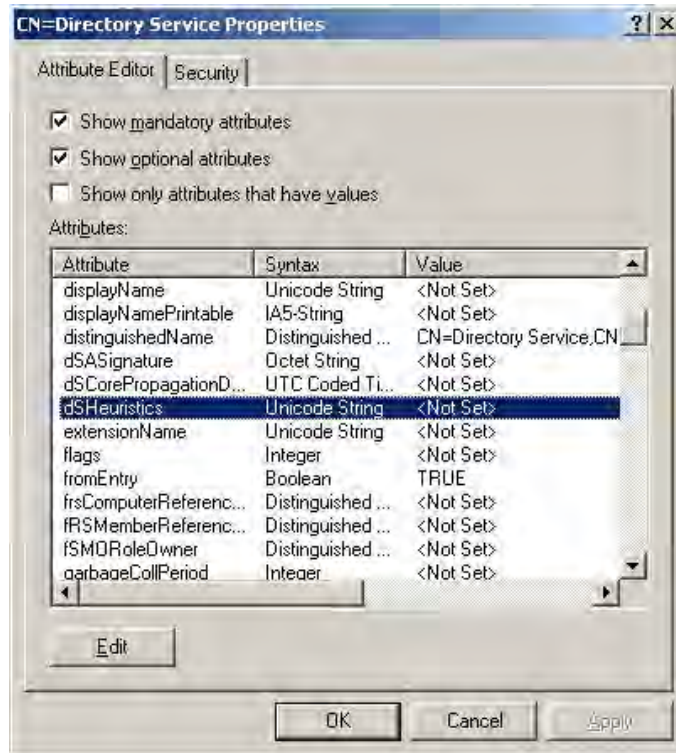 CN=Directory Service Properties
Attribute Editor Security
Show mandatory attributes
Show optional attributes
Show only attributes that have values
Attributes:
Attribute Syntax Value
displayName Unicode String <Not Set>
displayNamePrintable IA5-String <Not Set>
distinguishedName Distinguished ... CN=Directory Service,CN
dSASignature Octet String <Not Set>
dSCorePropagationD... UTC Coded Ti... <Not Set>
dSHeuristics Unicode String <Not Set>
extensionName Unicode String <Not Set>
flags Integer <Not Set>
fromEntry Boolean TRUE
frsComputerReferenc... Distinguished ... <Not Set>
fRSMemberReferenc... Distinguished ... <Not Set>
fSMORoleOwner Distinguished ... <Not Set>
garbageCollPeriod Integer <Not Set>
Edit
OK Cancel Apply